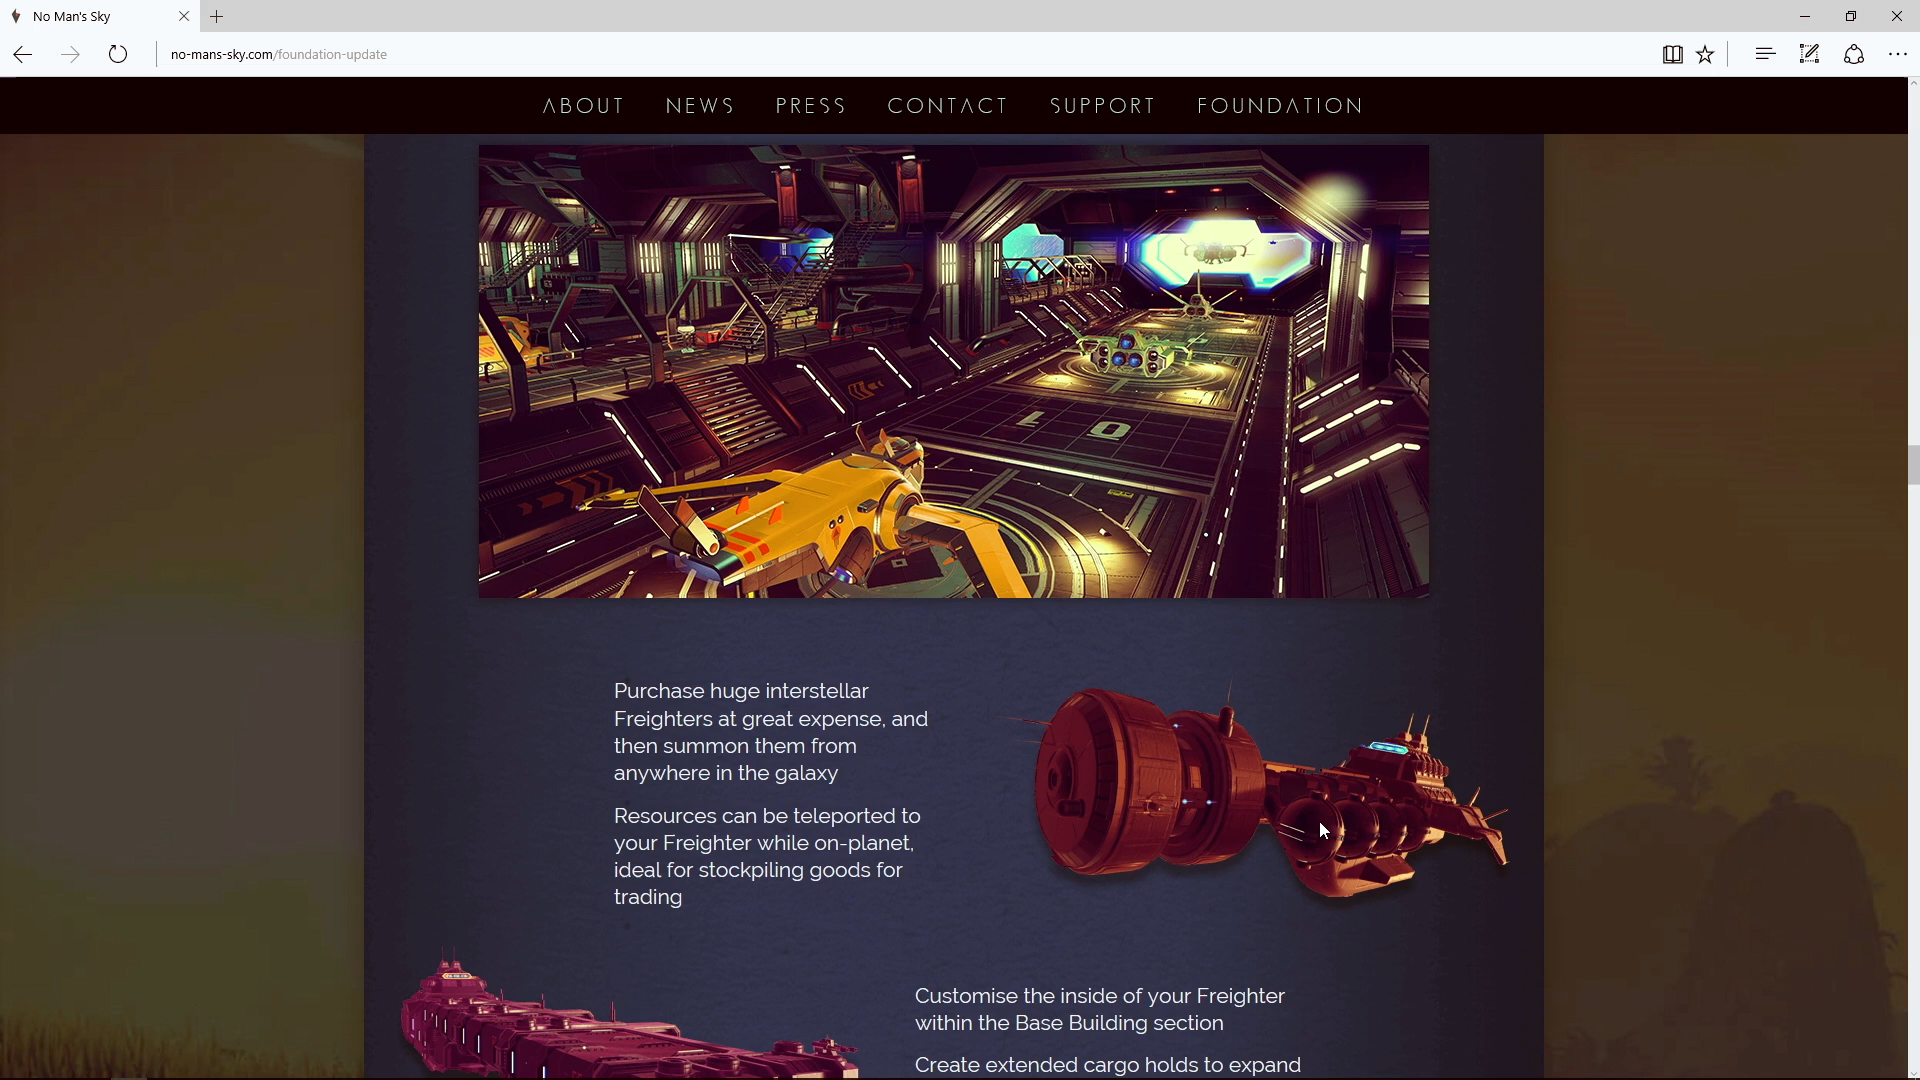 No Man's Sky
no-mans-sky.com/foundation-update
ABOUT NEWS PRESS CONTACT SUPPORT FOUNDATION
Purchase huge interstellar
Freighters at great expense, and
then summon them from
anywhere in the galaxy
Resources can be teleported to
your Freighter while on-planet,
ideal for stockpiling goods for
trading
Customise the inside of your Freighter
within the Base Building section
Create extended cargo holds to expand